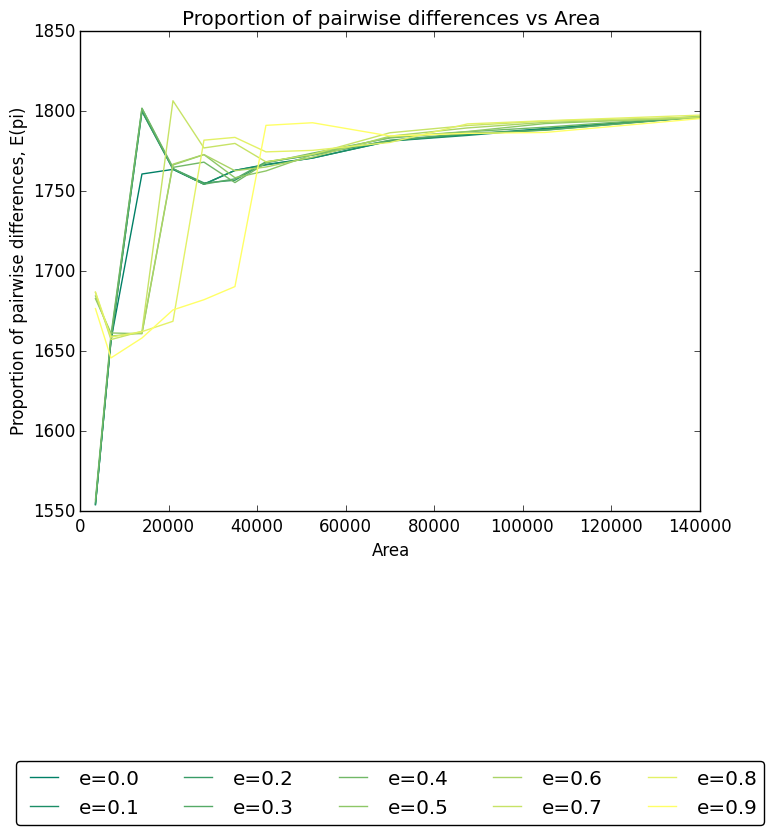 Proportion of pairwise differences vs Area
Proportion of pairwise differences, E(pi)
1850
1800
1750
1700
1650
1600
1550
0 20000 40000 60000 80000 100000 120000 140000
Area
e=0.0 e=0.2 e=0.4 e=0.6 e=0.8
e=0.1 e=0.3 e=0.5 e=0.7 e=0.9